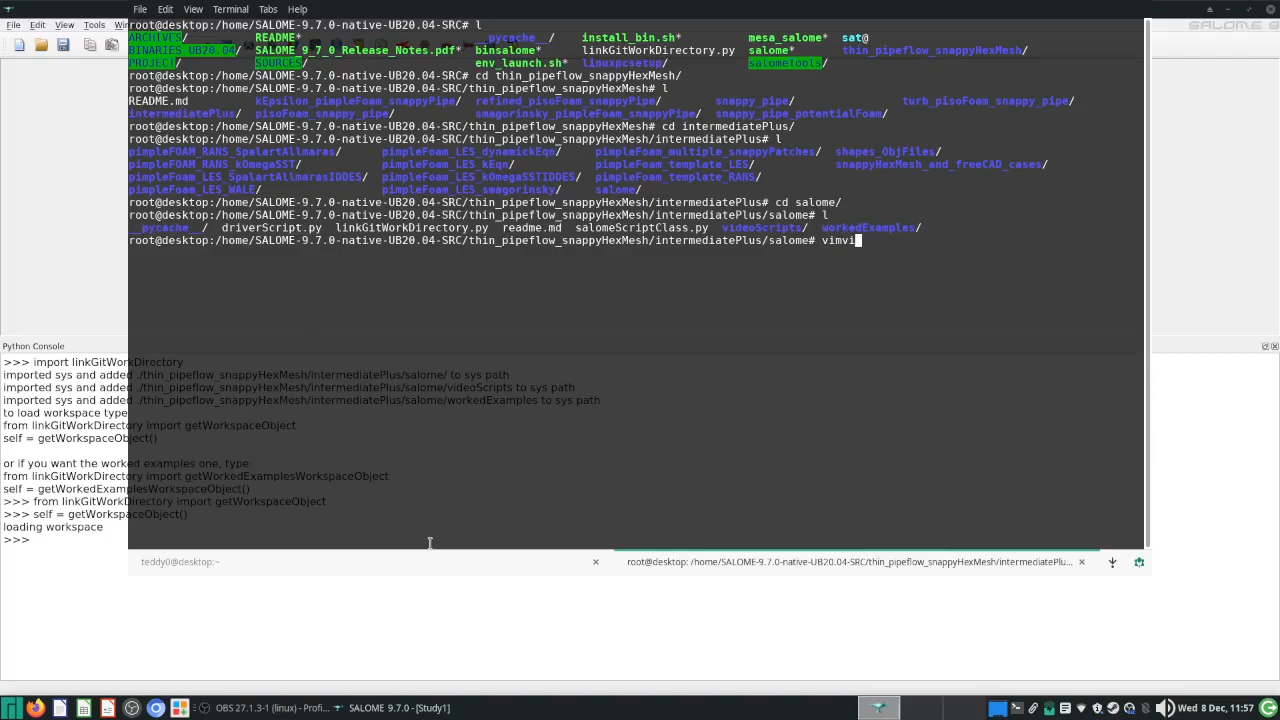 File Edit View Terminal Tabs Help
root@desktop:/home/SALOME-9.7.0-native-UB20.04-SRC# l
ARCHIVES/ README* __pycache__/ install_bin.sh* mesa_salome* sat@
BINARIES_UB20.04/ SALOME_9_7_0_Release_Notes.pdf* binsalome* linkGitWorkDirectory.py salome* thin_pipeflow_snappyHexMesh/
PROJECT/ SOURCES/ env_launch.sh* linuxpcsetup/ salomeTools/
root@desktop:/home/SALOME-9.7.0-native-UB20.04-SRC# cd thin_pipeflow_snappyHexMesh/
root@desktop:/home/SALOME-9.7.0-native-UB20.04-SRC/thin_pipeflow_snappyHexMesh# l
README.md kEpsilon_pimpleFoam_snappyPipe/ refined_pisoFoam_snappyPipe/ snappy_pipe/ turb_pisoFoam_snappy_pipe/
intermediatePlus/ pisoFoam_snappy_pipe/ smagorinsky_pimpleFoam_snappyPipe/ snappy_pipe_potentialFoam/
root@desktop:/home/SALOME-9.7.0-native-UB20.04-SRC/thin_pipeflow_snappyHexMesh# cd intermediatePlus/
root@desktop:/home/SALOME-9.7.0-native-UB20.04-SRC/thin_pipeflow_snappyHexMesh/intermediatePlus# l
pimpleFOAM_RANS_SpalartAllmaras/ pimpleFoam_LES_dynamickEqn/ pimpleFoam_multiple_snappyPatches/ shapes_ObjFiles/
pimpleFOAM_RANS_kOmegaSST/ pimpleFoam_LES_kEqn/ pimpleFoam_template_LES/ snappyHexMesh_and_freeCAD_cases/
pimpleFoam_LES_SpalartAllmarasIDDES/ pimpleFoam_LES_kOmegaSSTIDDES/ pimpleFoam_template_RANS/
pimpleFoam_LES_WALE/ pimpleFoam_LES_smagorinsky/ salome/
root@desktop:/home/SALOME-9.7.0-native-UB20.04-SRC/thin_pipeflow_snappyHexMesh/intermediatePlus# cd salome/
root@desktop:/home/SALOME-9.7.0-native-UB20.04-SRC/thin_pipeflow_snappyHexMesh/intermediatePlus/salome# l
__pycache__/ driverScript.py linkGitWorkDirectory.py readme.md salomeScriptClass.py videoScripts/ workedExamples/
root@desktop:/home/SALOME-9.7.0-native-UB20.04-SRC/thin_pipeflow_snappyHexMesh/intermediatePlus/salome# vimvi
File Edit View Tools
SALOME 9
Python Console
>>> import linkGitWorkDirectory
imported sys and added ./thin_pipeflow_snappyHexMesh/intermediatePlus/salome/ to sys path
imported sys and added ./thin_pipeflow_snappyHexMesh/intermediatePlus/salome/videoScripts to sys path
imported sys and added ./thin_pipeflow_snappyHexMesh/intermediatePlus/salome/workedExamples to sys path
to load workspace type
from linkGitWorkDirectory import getWorkspaceObject
self = getWorkspaceObject()
or if you want the worked examples one, type:
from linkGitWorkDirectory import getWorkedExamplesWorkspaceObject
self = getWorkedExamplesWorkspaceObject()
>>> from linkGitWorkDirectory import getWorkspaceObject
>>> self = getWorkspaceObject()
loading workspace
>>>
teddy0@desktop:~ root@desktop: /home/SALOME-9.7.0-native-UB20.04-SRC/thin_pipeflow_snappyHexMesh/intermediatePlu...
OBS 27.1.3-1 (linux) - Profi... SALOME 9.7.0 - [Study1] Wed 8 Dec, 11:57